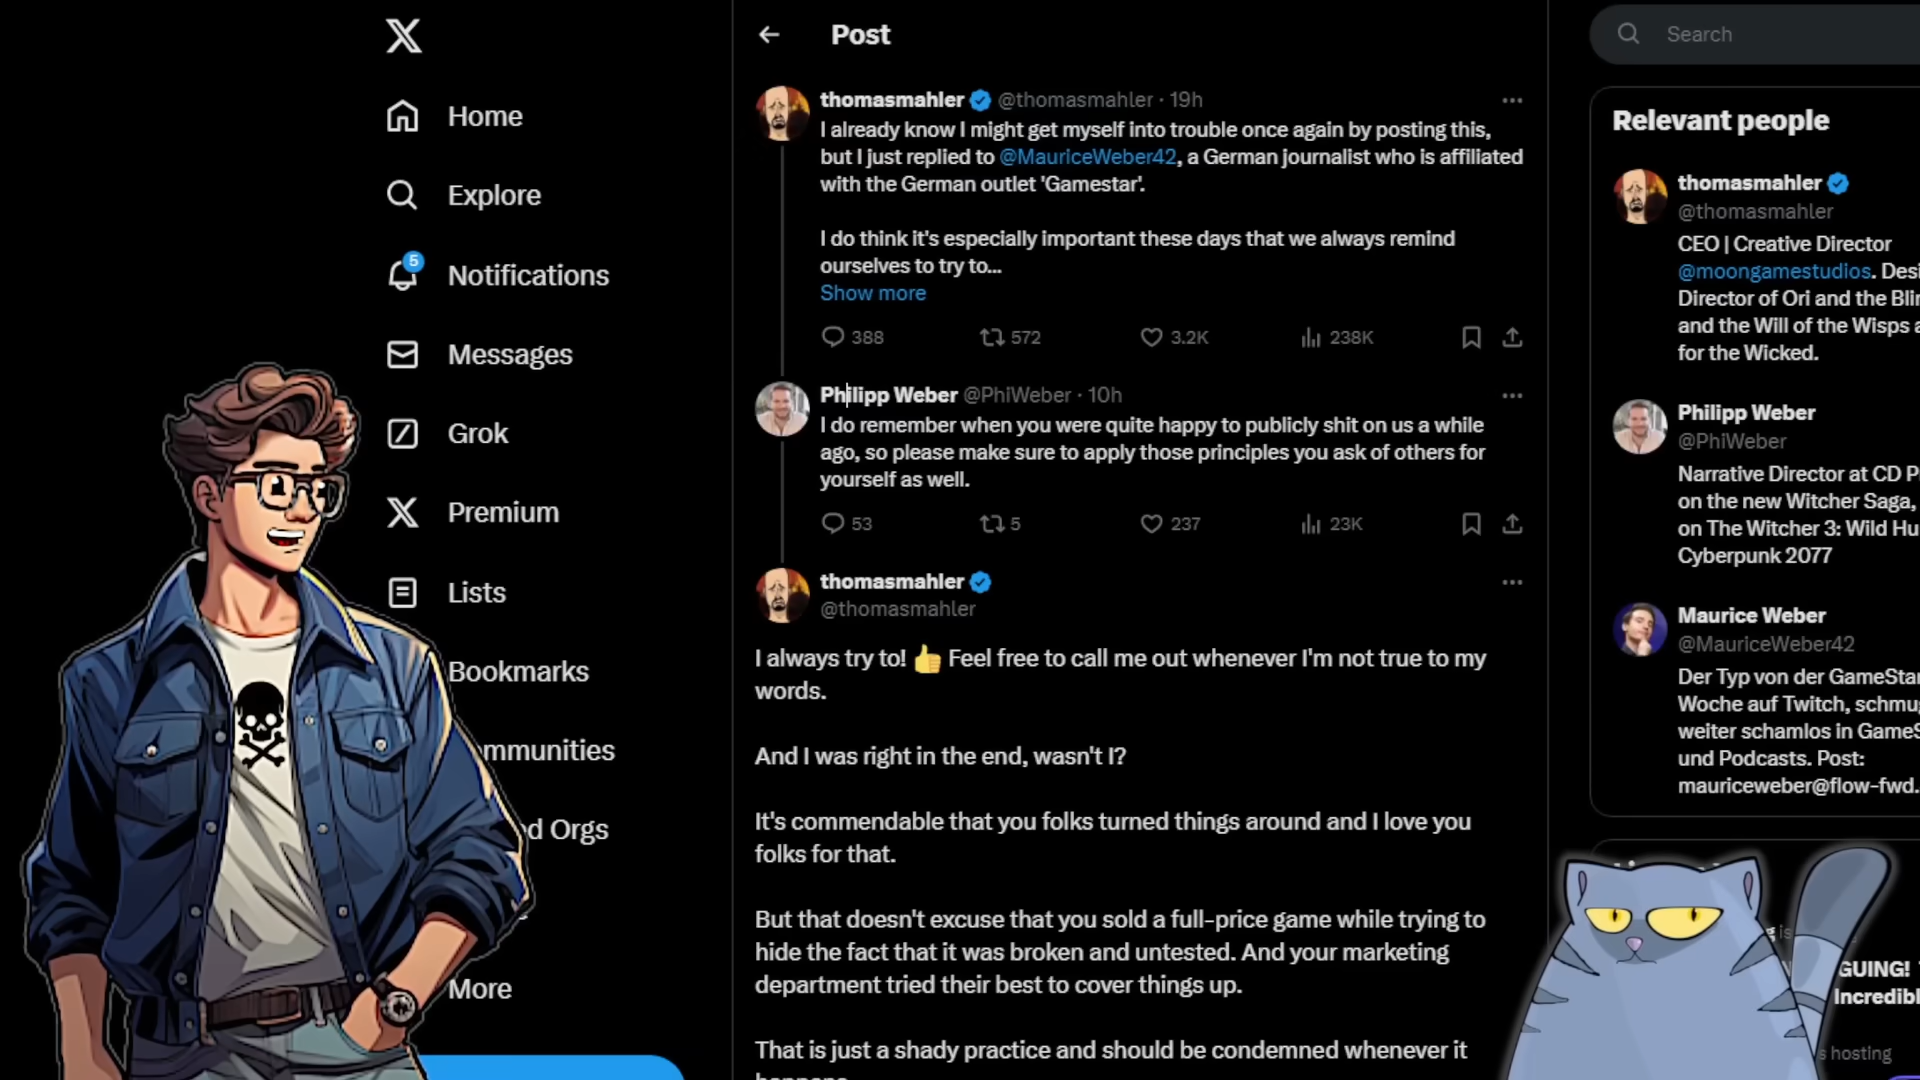 Home
Explore
5
Notifications
Messages
Grok
Premium
Lists
Bookmarks
mmunities
d Orgs
More
Post
thomasmahler @thomasmahler · 19h
I already know I might get myself into trouble once again by posting this,
but I just replied to @MauriceWeber42, a German journalist who is affiliated
with the German outlet 'Gamestar'.
I do think it's especially important these days that we always remind
ourselves to try to...
Show more
388 572 3.2K 238K
Philipp Weber @PhiWeber · 10h
I do remember when you were quite happy to publicly shit on us a while
ago, so please make sure to apply those principles you ask of others for
yourself as well.
53 5 237 23K
thomasmahler
@thomasmahler
I always try to! 👍 Feel free to call me out whenever I'm not true to my
words.
And I was right in the end, wasn't I?
It's commendable that you folks turned things around and I love you
folks for that.
But that doesn't excuse that you sold a full-price game while trying to
hide the fact that it was broken and untested. And your marketing
department tried their best to cover things up.
That is just a shady practice and should be condemned whenever it
Search
Relevant people
thomasmahler
@thomasmahler
CEO | Creative Director
@moongamestudios. Desi
Director of Ori and the Blin
and the Will of the Wisps a
for the Wicked.
Philipp Weber
@PhiWeber
Narrative Director at CD P
on the new Witcher Saga,
on The Witcher 3: Wild Hu
Cyberpunk 2077
Maurice Weber
@MauriceWeber42
Der Typ von der GameStar
Woche auf Twitch, schmug
weiter schamlos in GameS
und Podcasts. Post:
mauriceweber@flow-fwd.
g is
GUING!
Incredibl
s hosting